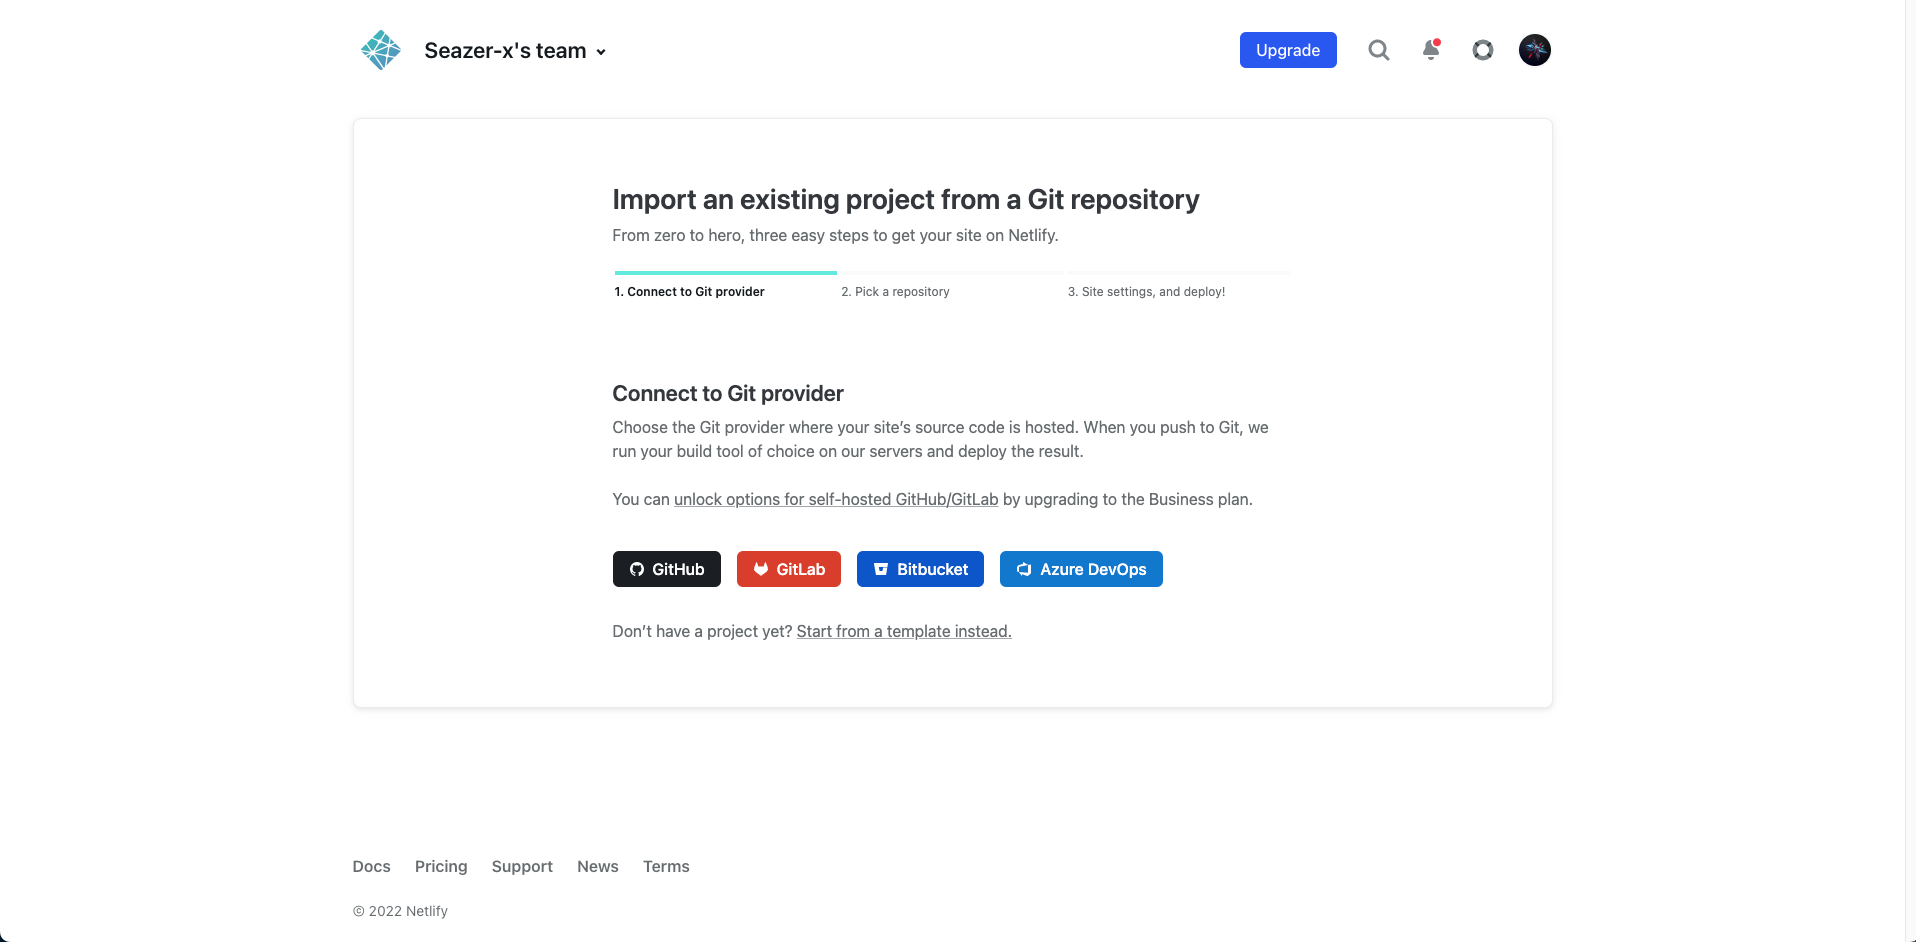 Seazer-x's team
Upgrade
Import an existing project from a Git repository
From zero to hero, three easy steps to get your site on Netlify.
1. Connect to Git provider
2. Pick a repository
3. Site settings, and deploy!
Connect to Git provider
Choose the Git provider where your site’s source code is hosted. When you push to Git, we
run your build tool of choice on our servers and deploy the result.
You can unlock options for self-hosted GitHub/GitLab by upgrading to the Business plan.
GitHub
GitLab
Bitbucket
Azure DevOps
Don’t have a project yet? Start from a template instead.
Docs
Pricing
Support
News
Terms
© 2022 Netlify